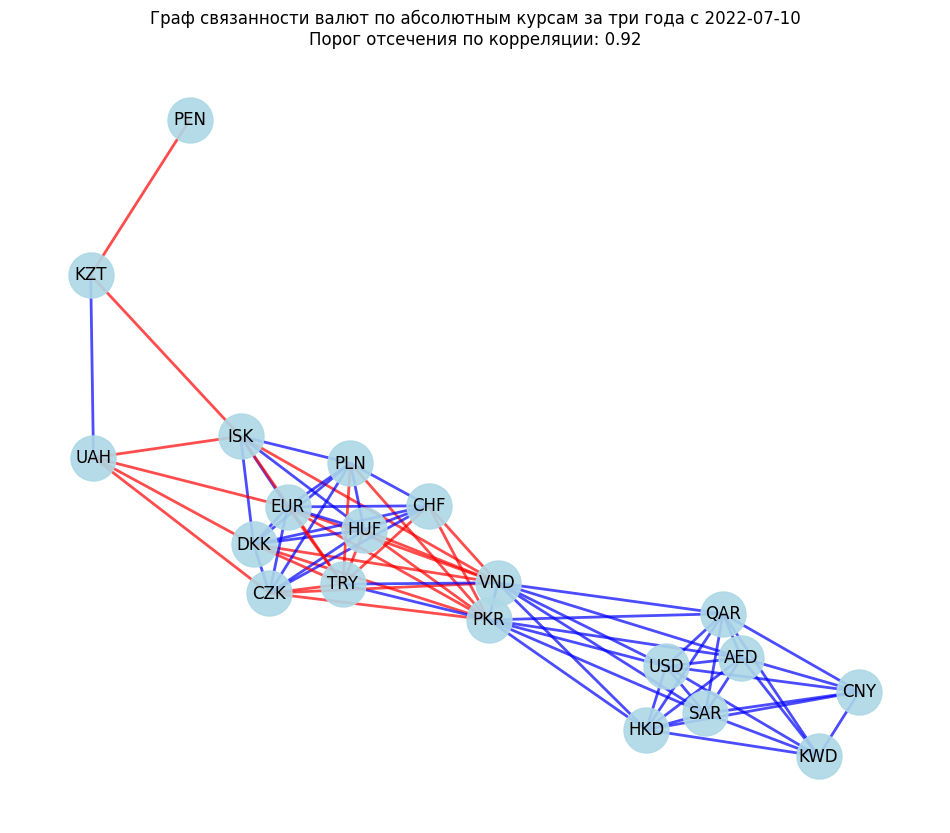 Граф связанности валют по абсолютным курсам за три года с 2022-07-10
Порог отсечения по корреляции: 0.92
PEN
KZT
ISK
UAH
PLN
EUR
CHF
HUF
DKK
TRY
CZK
VND
PKR
QAR
AED
USD
CNY
SAR
HKD
KWD